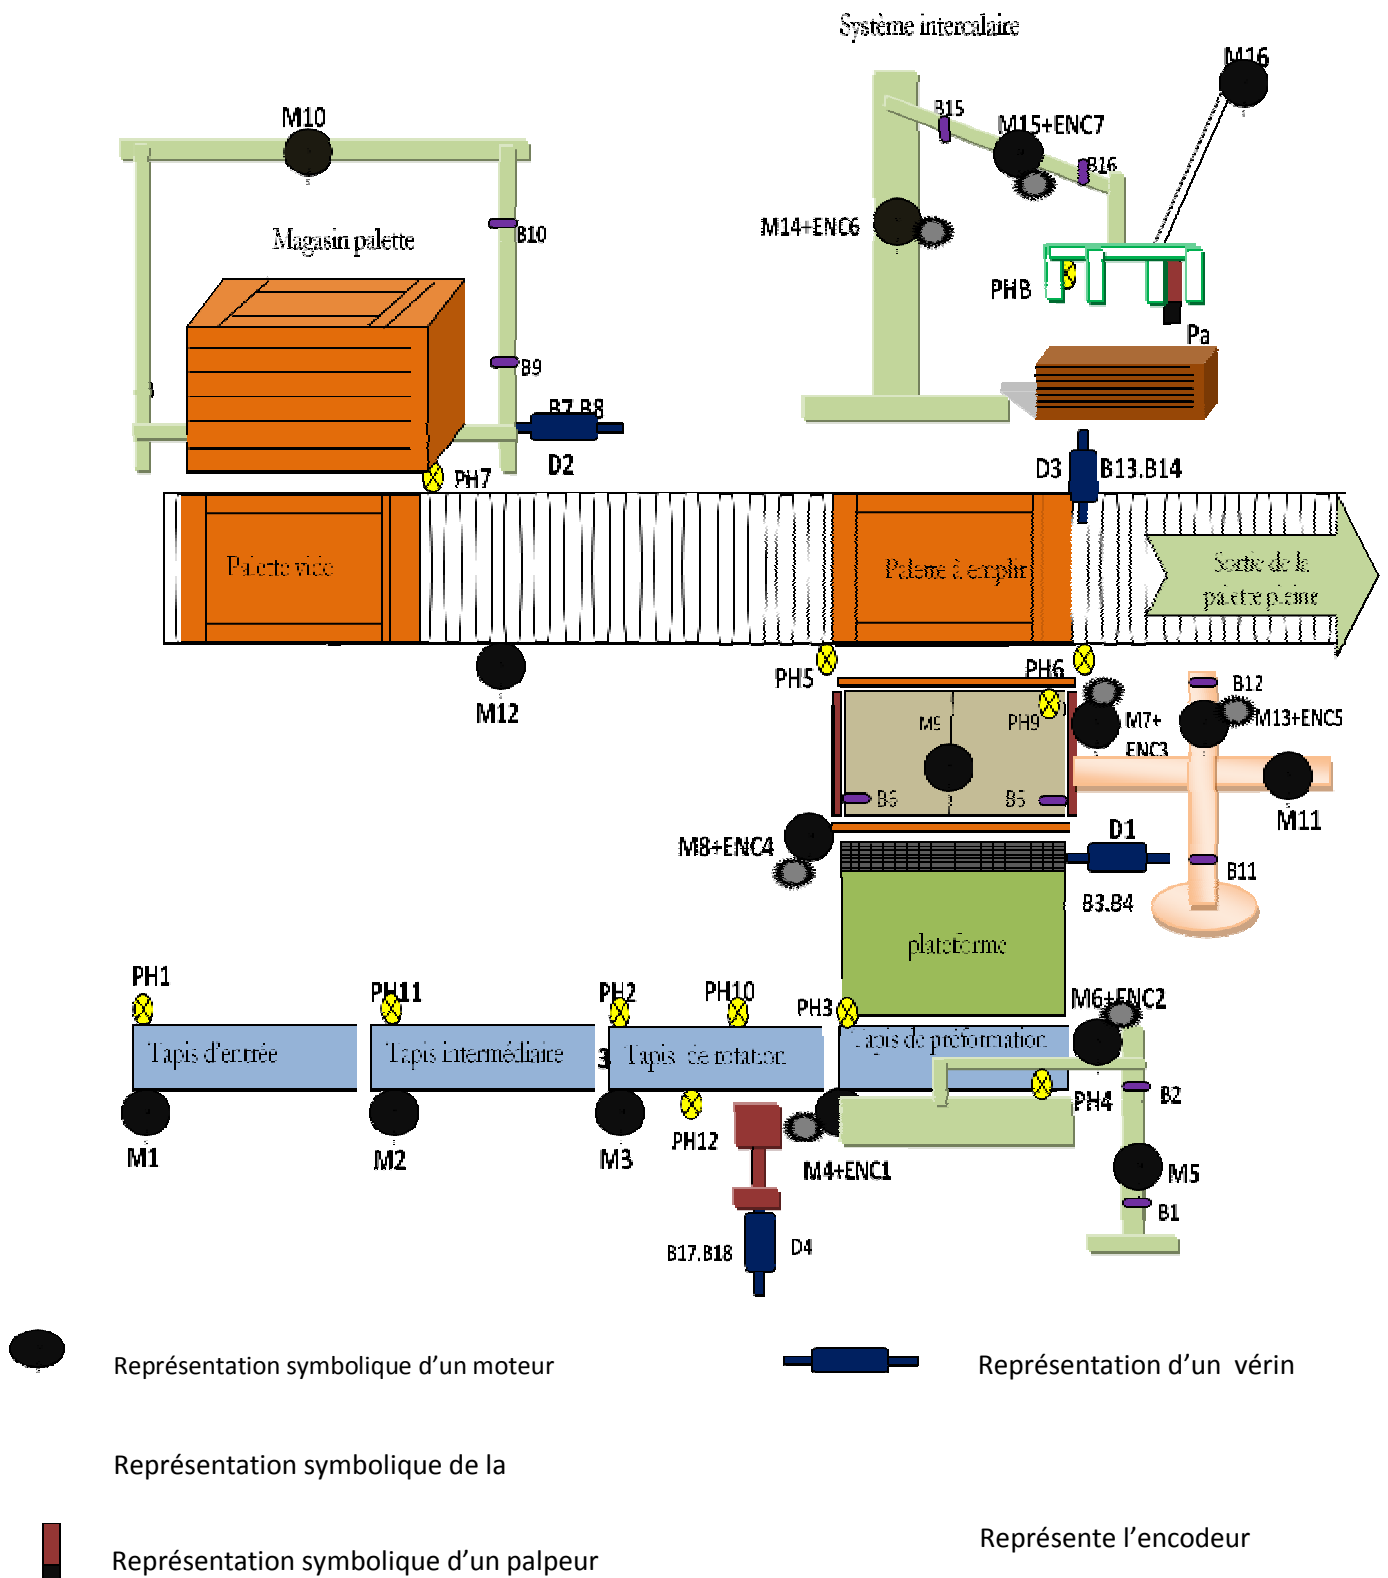 Système intercalaire
M16
M10
B15
M15+ENC7
B16
M14+ENC6
B10
Magasin palette
PHB
Pa
B9
B7.B8
D2
PH7
D3
B13.B14
Palette vide
Palette à emplir
Sortie de la
palette pleine
PH5
PH6
M12
B12
M9
PH9
M7+
ENC3
M13+ENC5
B6
B5
M11
M8+ENC4
D1
B11
B3.B4
plateforme
PH1
PH11
PH2
PH10
PH3
M6+ENC2
Tapis d'entrée
Tapis intermédiaire
3
Tapis de rotation
Tapis de préformation
PH4
B2
PH12
M1
M2
M3
M4+ENC1
M5
B1
B17.B18
D4
Représentation symbolique d'un moteur
Représentation d'un vérin
Représentation symbolique de la
Représente l'encodeur
Représentation symbolique d'un palpeur